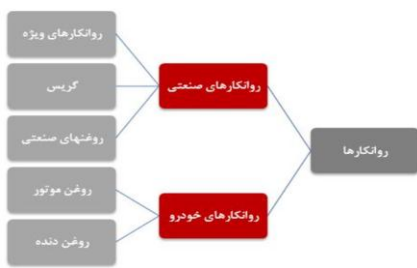 روانکارها
روانکارهای صنعتی
روانکارهای ویژه
گریس
روغنهای صنعتی
روانکارهای خودرو
روغن موتور
روغن دنده